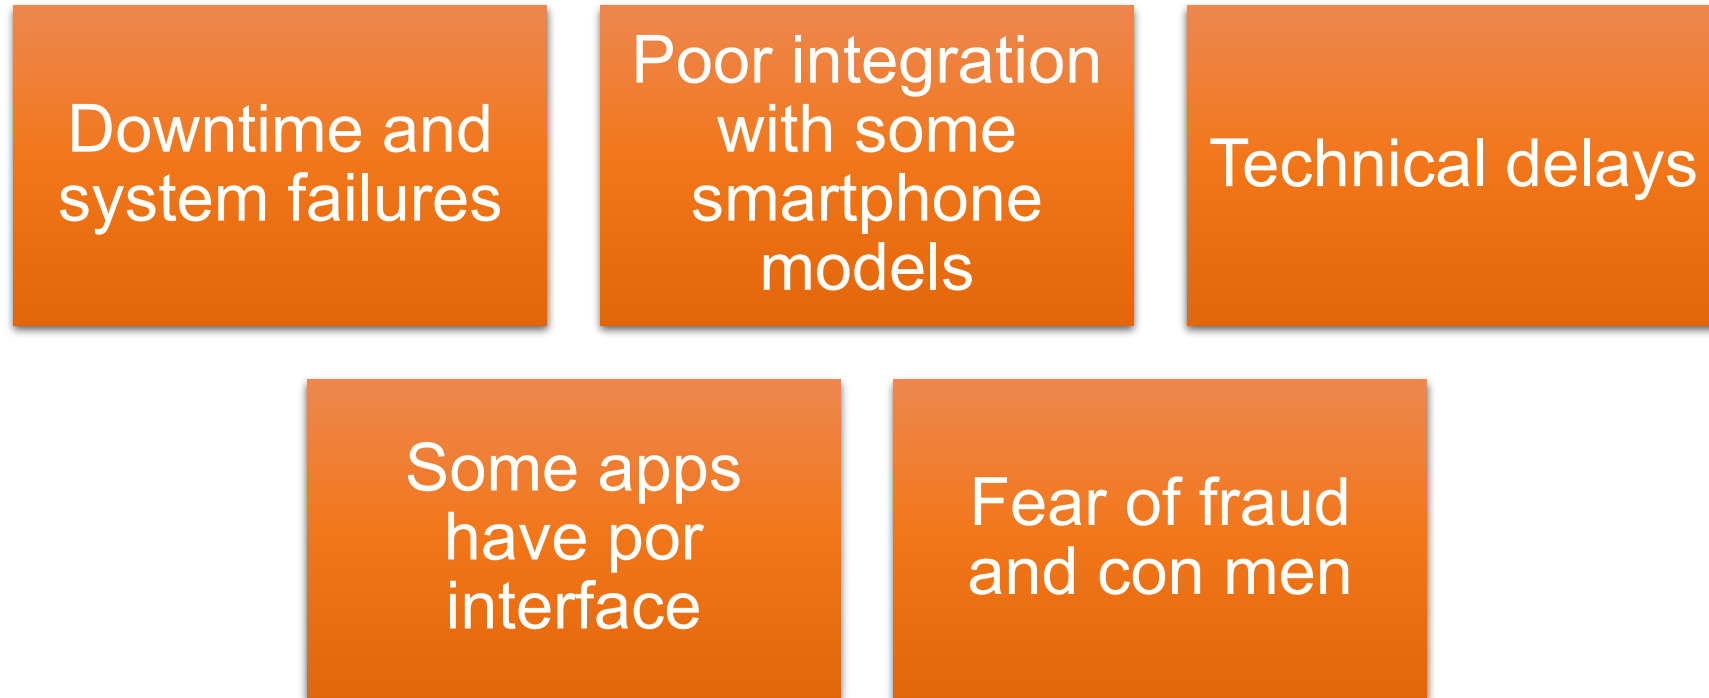 Downtime and
system failures
Poor integration
with some
smartphone
models
Technical delays
Some apps
have por
interface
Fear of fraud
and con men